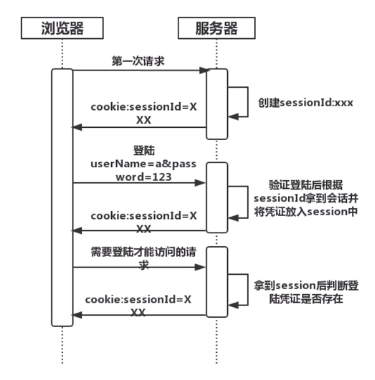 浏览器
服务器
第一次请求
创建sessionId:xxx
cookie:sessionId=X
XX
登陆
userName=a&pass
word=123
验证登陆后根据
sessionId拿到会话并
将凭证放入session中
cookie:sessionId=X
XX
需要登陆才能访问的请
求
拿到session后判断登
陆凭证是否存在
cookie:sessionId=X
XX